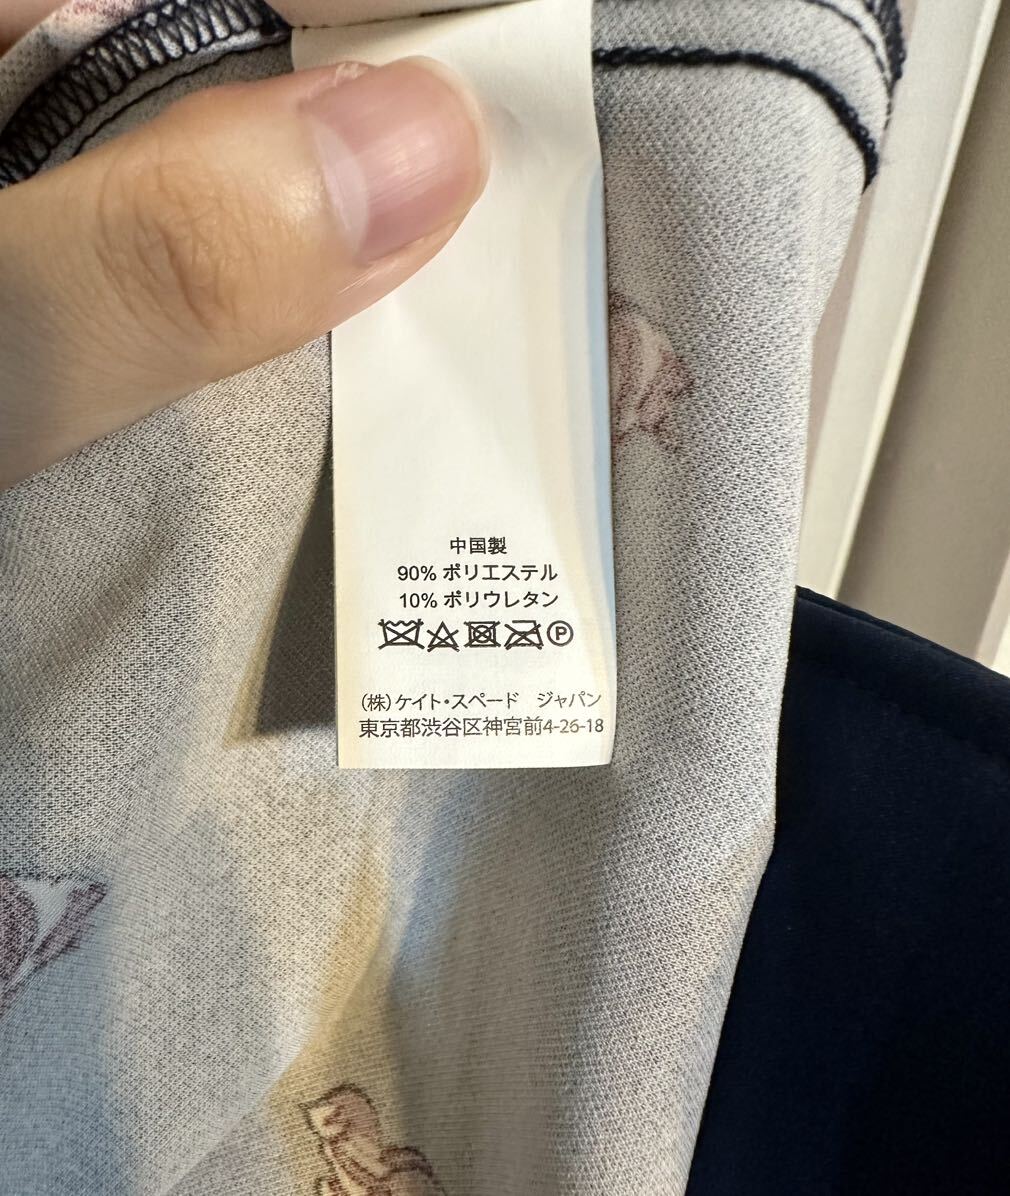 中国製
90% ポリエステル
10% ポリウレタン
Ⓟ
(株)ケイト・スペード　ジャパン
東京都渋谷区神宮前4-26-18